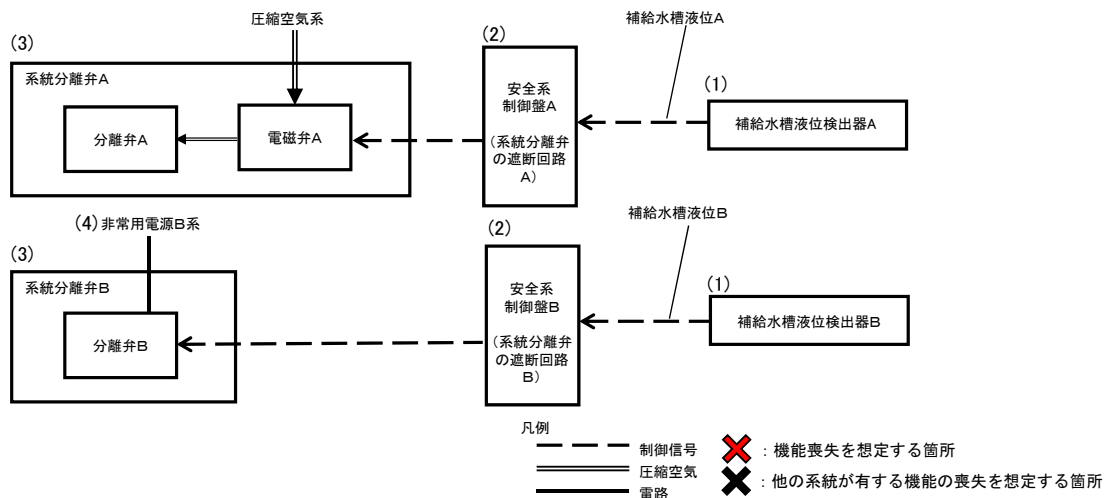 圧縮空気系
補給水槽液位A
(3)
(2)
系統分離弁A
安全系
制御盤A
(1)
分離弁A
電磁弁A
補給水槽液位検出器A
(系統分離弁
の遮断回路
A)
補給水槽液位B
(4)非常用電源B系
(2)
(3)
(1)
系統分離弁B
安全系
制御盤B
分離弁B
補給水槽液位検出器B
(系統分離弁
の遮断回路
B)
凡例
制御信号
:機能喪失を想定する箇所
圧縮空気
:他の系統が有する機能の喪失を想定する箇所
電路